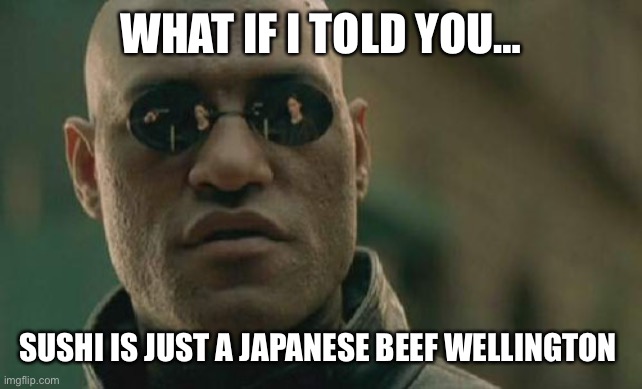 WHAT IF I TOLD YOU...
SUSHI IS JUST A JAPANESE BEEF WELLINGTON
imgflip.com